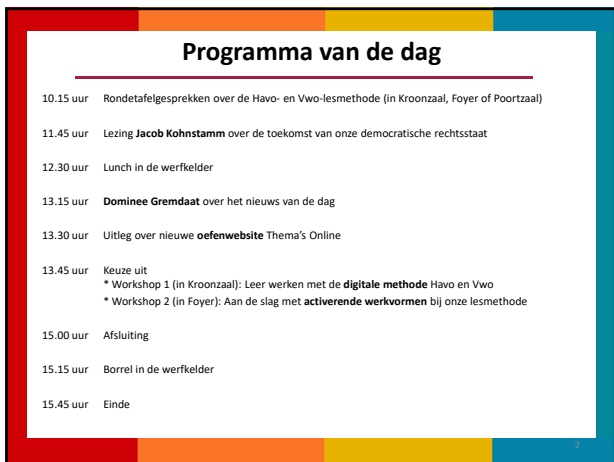 Programma van de dag
10.15 uur Rondetafelgesprekken over de Havo- en Vwo-lesmethode (in Kroonzaal, Foyer of Poortzaal)
11.45 uur Lezing Jacob Kohnstamm over de toekomst van onze democratische rechtsstaat
12.30 uur Lunch in de werfkelder
13.15 uur Dominee Gremdaat over het nieuws van de dag
13.30 uur Uitleg over nieuwe oefenwebsite Thema's Online
13.45 uur Keuze uit
* Workshop 1 (in Kroonzaal): Leer werken met de digitale methode Havo en Vwo
* Workshop 2 (in Foyer): Aan de slag met activerende werkvormen bij onze lesmethode
15.00 uur Afsluiting
15.15 uur Borrel in de werfkelder
15.45 uur Einde
2